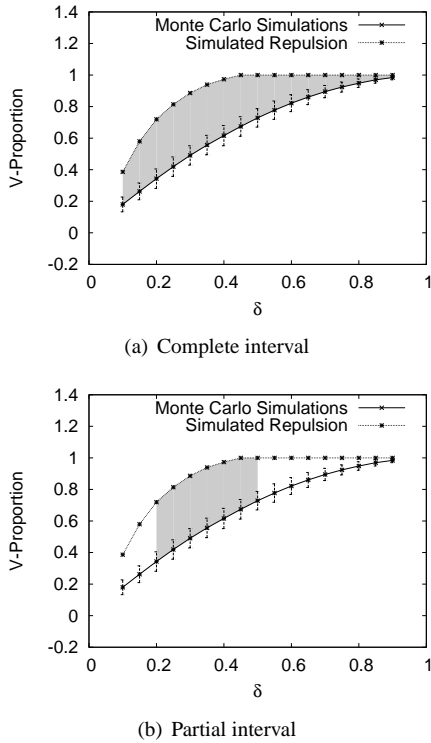 1.4
Monte Carlo Simulations
Simulated Repulsion
1.2
1
0.8
0.6
0.4
0.2
0
-0.2
V-Proportion
0 0.2 0.4 0.6 0.8 1
δ
(a) Complete interval
1.4
Monte Carlo Simulations
Simulated Repulsion
1.2
1
0.8
0.6
0.4
0.2
0
-0.2
V-Proportion
0 0.2 0.4 0.6 0.8 1
δ
(b) Partial interval